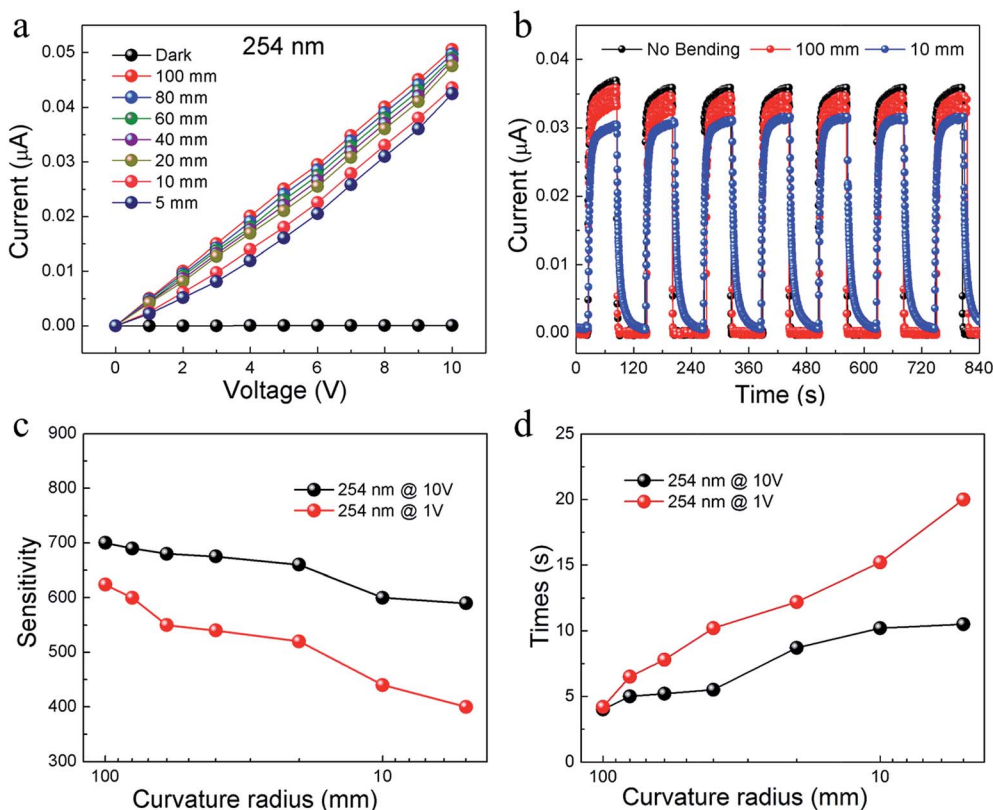 a
254 nm
Dark
100 mm
80 mm
60 mm
40 mm
20 mm
10 mm
5 mm
Current (μA)
0.05
0.04
0.03
0.02
0.01
0.00
0 2 4 6 8 10
Voltage (V)
b
No Bending 100 mm 10 mm
Current (μA)
0.04
0.03
0.02
0.01
0.00
0 120 240 360 480 600 720 840
Time (s)
c
254 nm @ 10V
254 nm @ 1V
Sensitivity
900
800
700
600
500
400
300
100 10
Curvature radius (mm)
d
254 nm @ 10V
254 nm @ 1V
Times (s)
25
20
15
10
5
0
100 10
Curvature radius (mm)